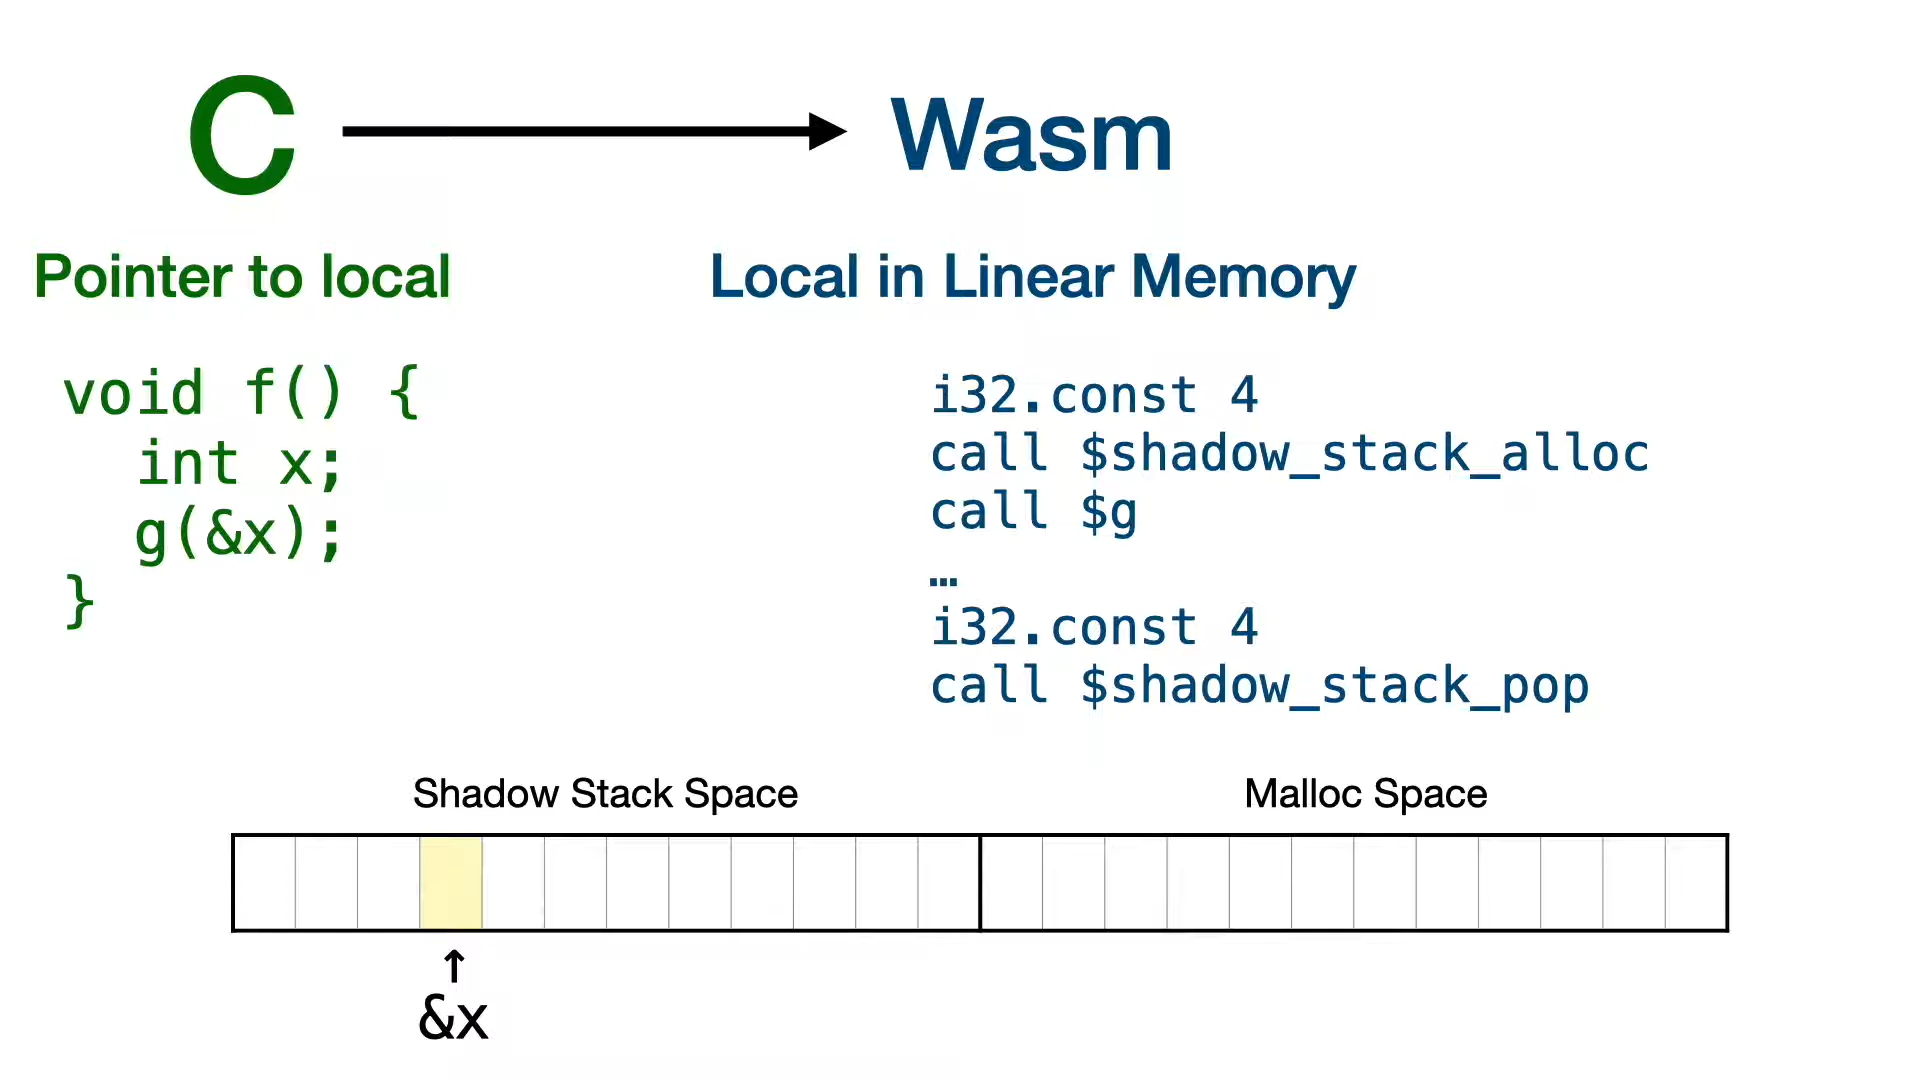 C
Wasm
Pointer to local
Local in Linear Memory
void f() {
int x;
g(&x);
}
i32.const 4
call $shadow_stack_alloc
call $g
…
i32.const 4
call $shadow_stack_pop
Shadow Stack Space
Malloc Space
↑
&x